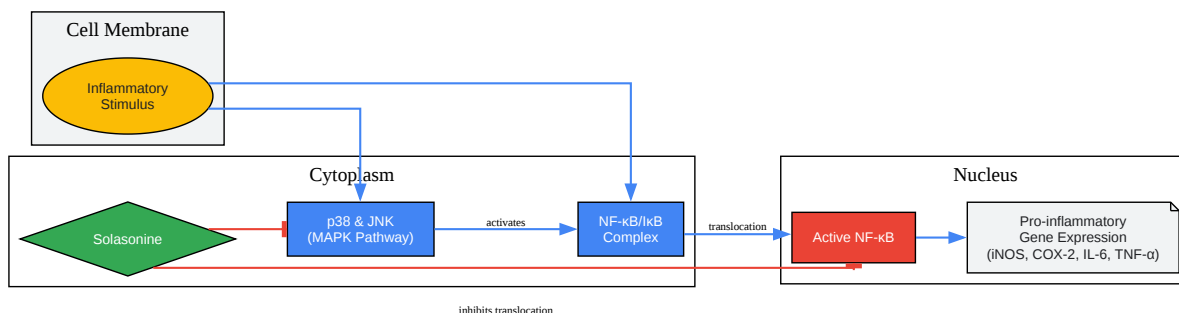 Cell Membrane
Inflammatory
Stimulus
Cytoplasm
Nucleus
Solasonine
p38 & JNK
(MAPK Pathway)
activates
NF-κB/IκB
Complex
translocation
Active NF-κB
Pro-inflammatory
Gene Expression
(iNOS, COX-2, IL-6, TNF-α)
inhibits translocation